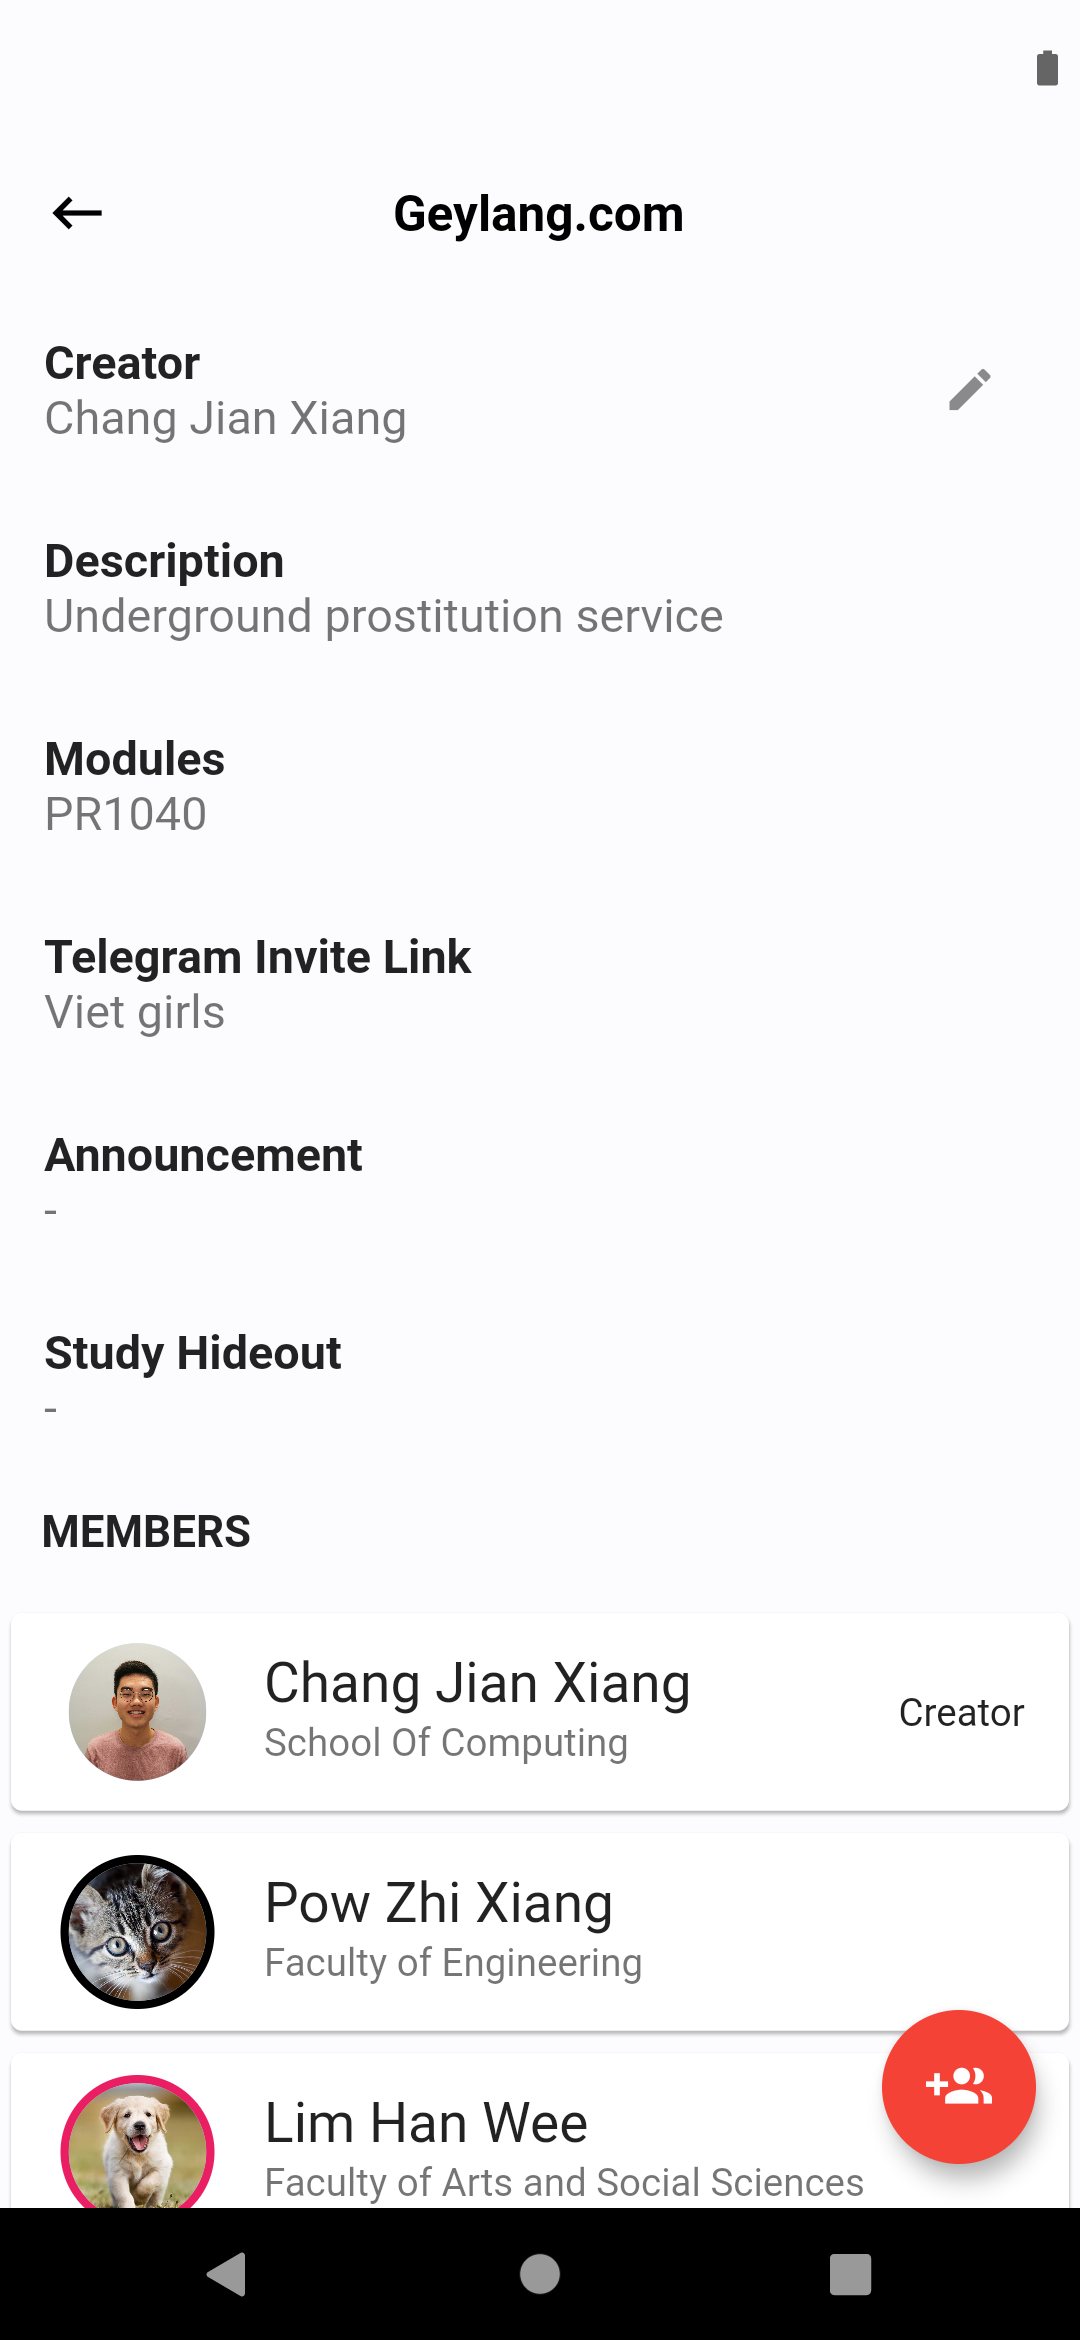 Geylang.com
Creator
Chang Jian Xiang
Description
Underground prostitution service
Modules
PR1040
Telegram Invite Link
Viet girls
Announcement
-
Study Hideout
-
MEMBERS
Chang Jian Xiang
School Of Computing
Creator
Pow Zhi Xiang
Faculty of Engineering
Lim Han Wee
Faculty of Arts and Social Sciences